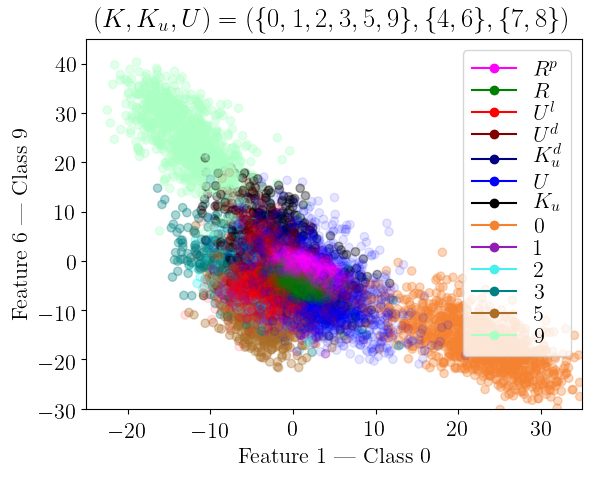 (K, K_u, U) = ({0, 1, 2, 3, 5, 9}, {4, 6}, {7, 8})
40
30
20
10
0
−10
−20
−30
Feature 6 — Class 9
−20 −10 0 10 20 30
Feature 1 — Class 0
R^p
R
U^l
U^d
K_u^d
U
K_u
0
1
2
3
5
9